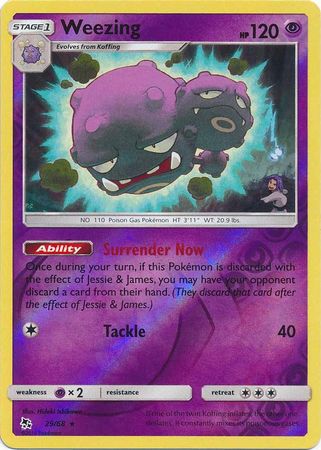 STAGE 1
Weezing
HP 120
Evolves from Koffing
NO 110 Poison Gas Pokémon HT 3'11" WT 20.9 lbs.
Ability
Surrender Now
Once during your turn, if this Pokémon is discarded with
the effect of Jessie & James, you may have your opponent
discard a card from their hand. (They discard that card after
the effect of Jessie & James.)
Tackle 40
weakness × 2 resistance retreat
Illus. Hideki Ishikawa
29/68 ★
If one of the twin Koffing inflates, the other one
deflates. It constantly mixes its poisonous gases.